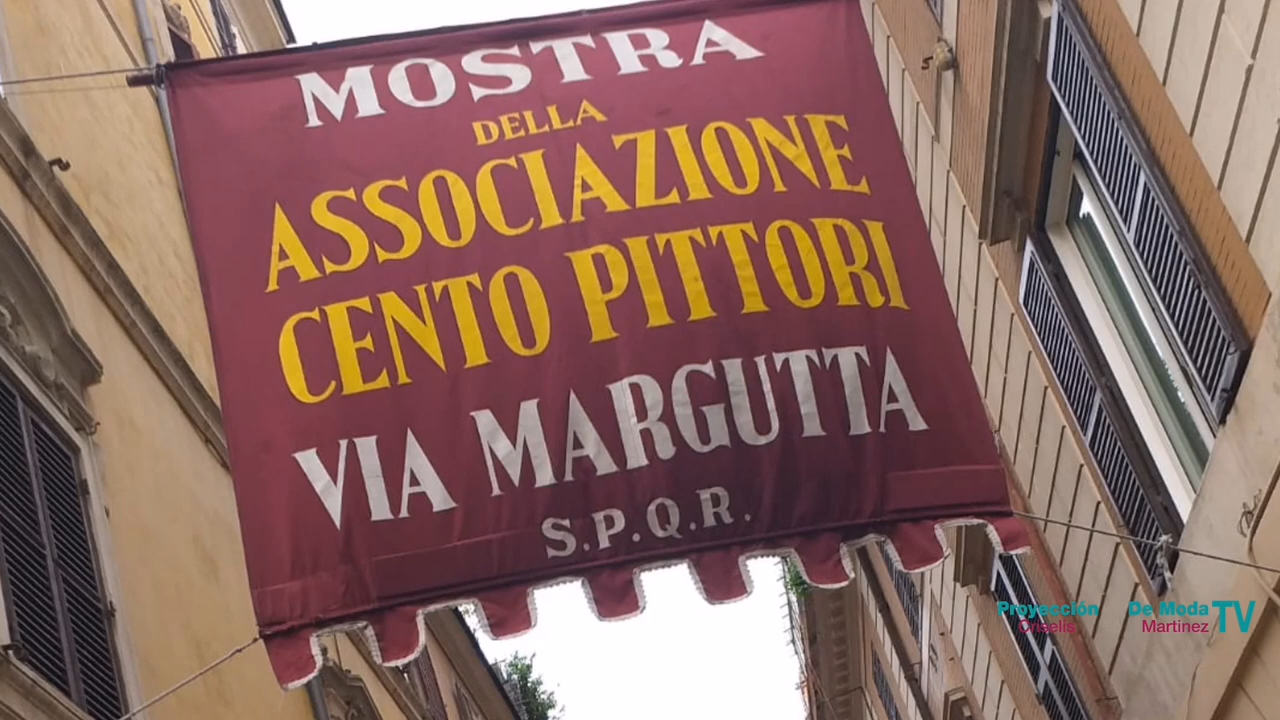 MOSTRA
DELLA
ASSOCIAZIONE
CENTO PITTORI
VIA MARGUTTA
S.P.Q.R.
Proyección De Moda TV
Criselis Martinez